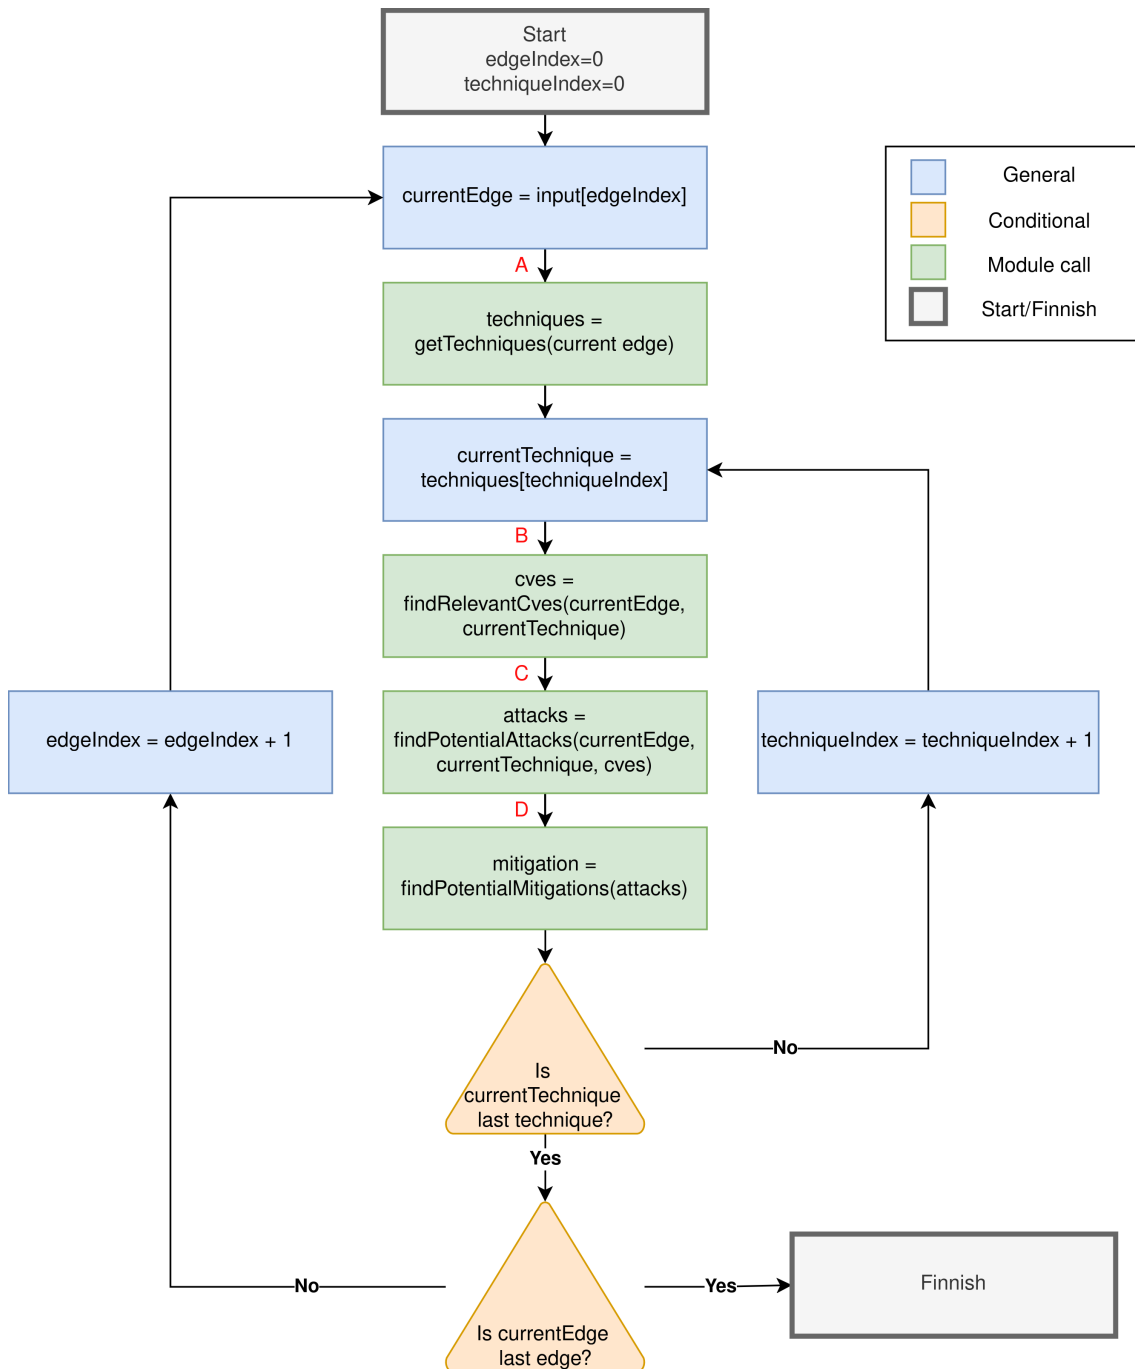 Start
edgeIndex=0
techniqueIndex=0
currentEdge = input[edgeIndex]
General
Conditional
Module call
Start/Finnish
A
techniques =
getTechniques(current edge)
currentTechnique =
techniques[techniqueIndex]
B
cves =
findRelevantCves(currentEdge,
currentTechnique)
C
attacks =
findPotentialAttacks(currentEdge,
currentTechnique, cves)
edgeIndex = edgeIndex + 1
techniqueIndex = techniqueIndex + 1
D
mitigation =
findPotentialMitigations(attacks)
Is
currentTechnique
last technique?
No
Yes
Is currentEdge
last edge?
No
Yes
Finnish